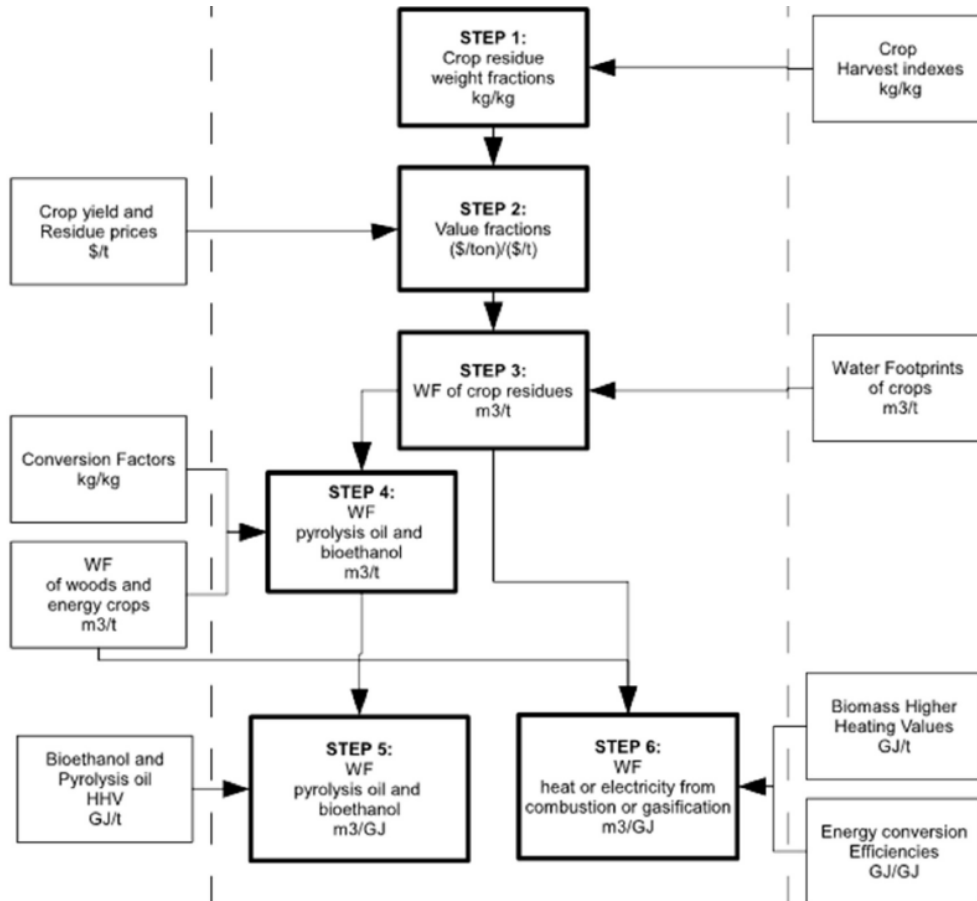 STEP 1:
Crop residue
weight fractions
kg/kg
Crop
Harvest indexes
kg/kg
Crop yield and
Residue prices
$/t
STEP 2:
Value fractions
($/ton)/($/t)
STEP 3:
WF of crop residues
m3/t
Water Footprints
of crops
m3/t
Conversion Factors
kg/kg
STEP 4:
WF
pyrolysis oil and
bioethanol
m3/t
WF
of woods and
energy crops
m3/t
Bioethanol and
Pyrolysis oil
HHV
GJ/t
STEP 5:
WF
pyrolysis oil and
bioethanol
m3/GJ
STEP 6:
WF
heat or electricity from
combustion or gasification
m3/GJ
Biomass Higher
Heating Values
GJ/t
Energy conversion
Efficiencies
GJ/GJ